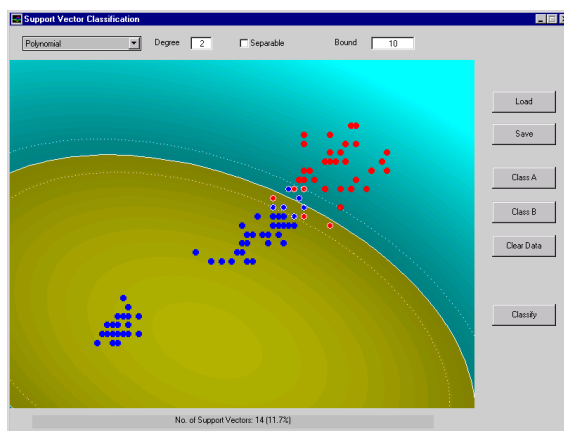 Support Vector Classification
Polynomial Degree 2 Separable Bound 10
Load
Save
Class A
Class B
Clear Data
Classify
No. of Support Vectors: 14 (11.7%)